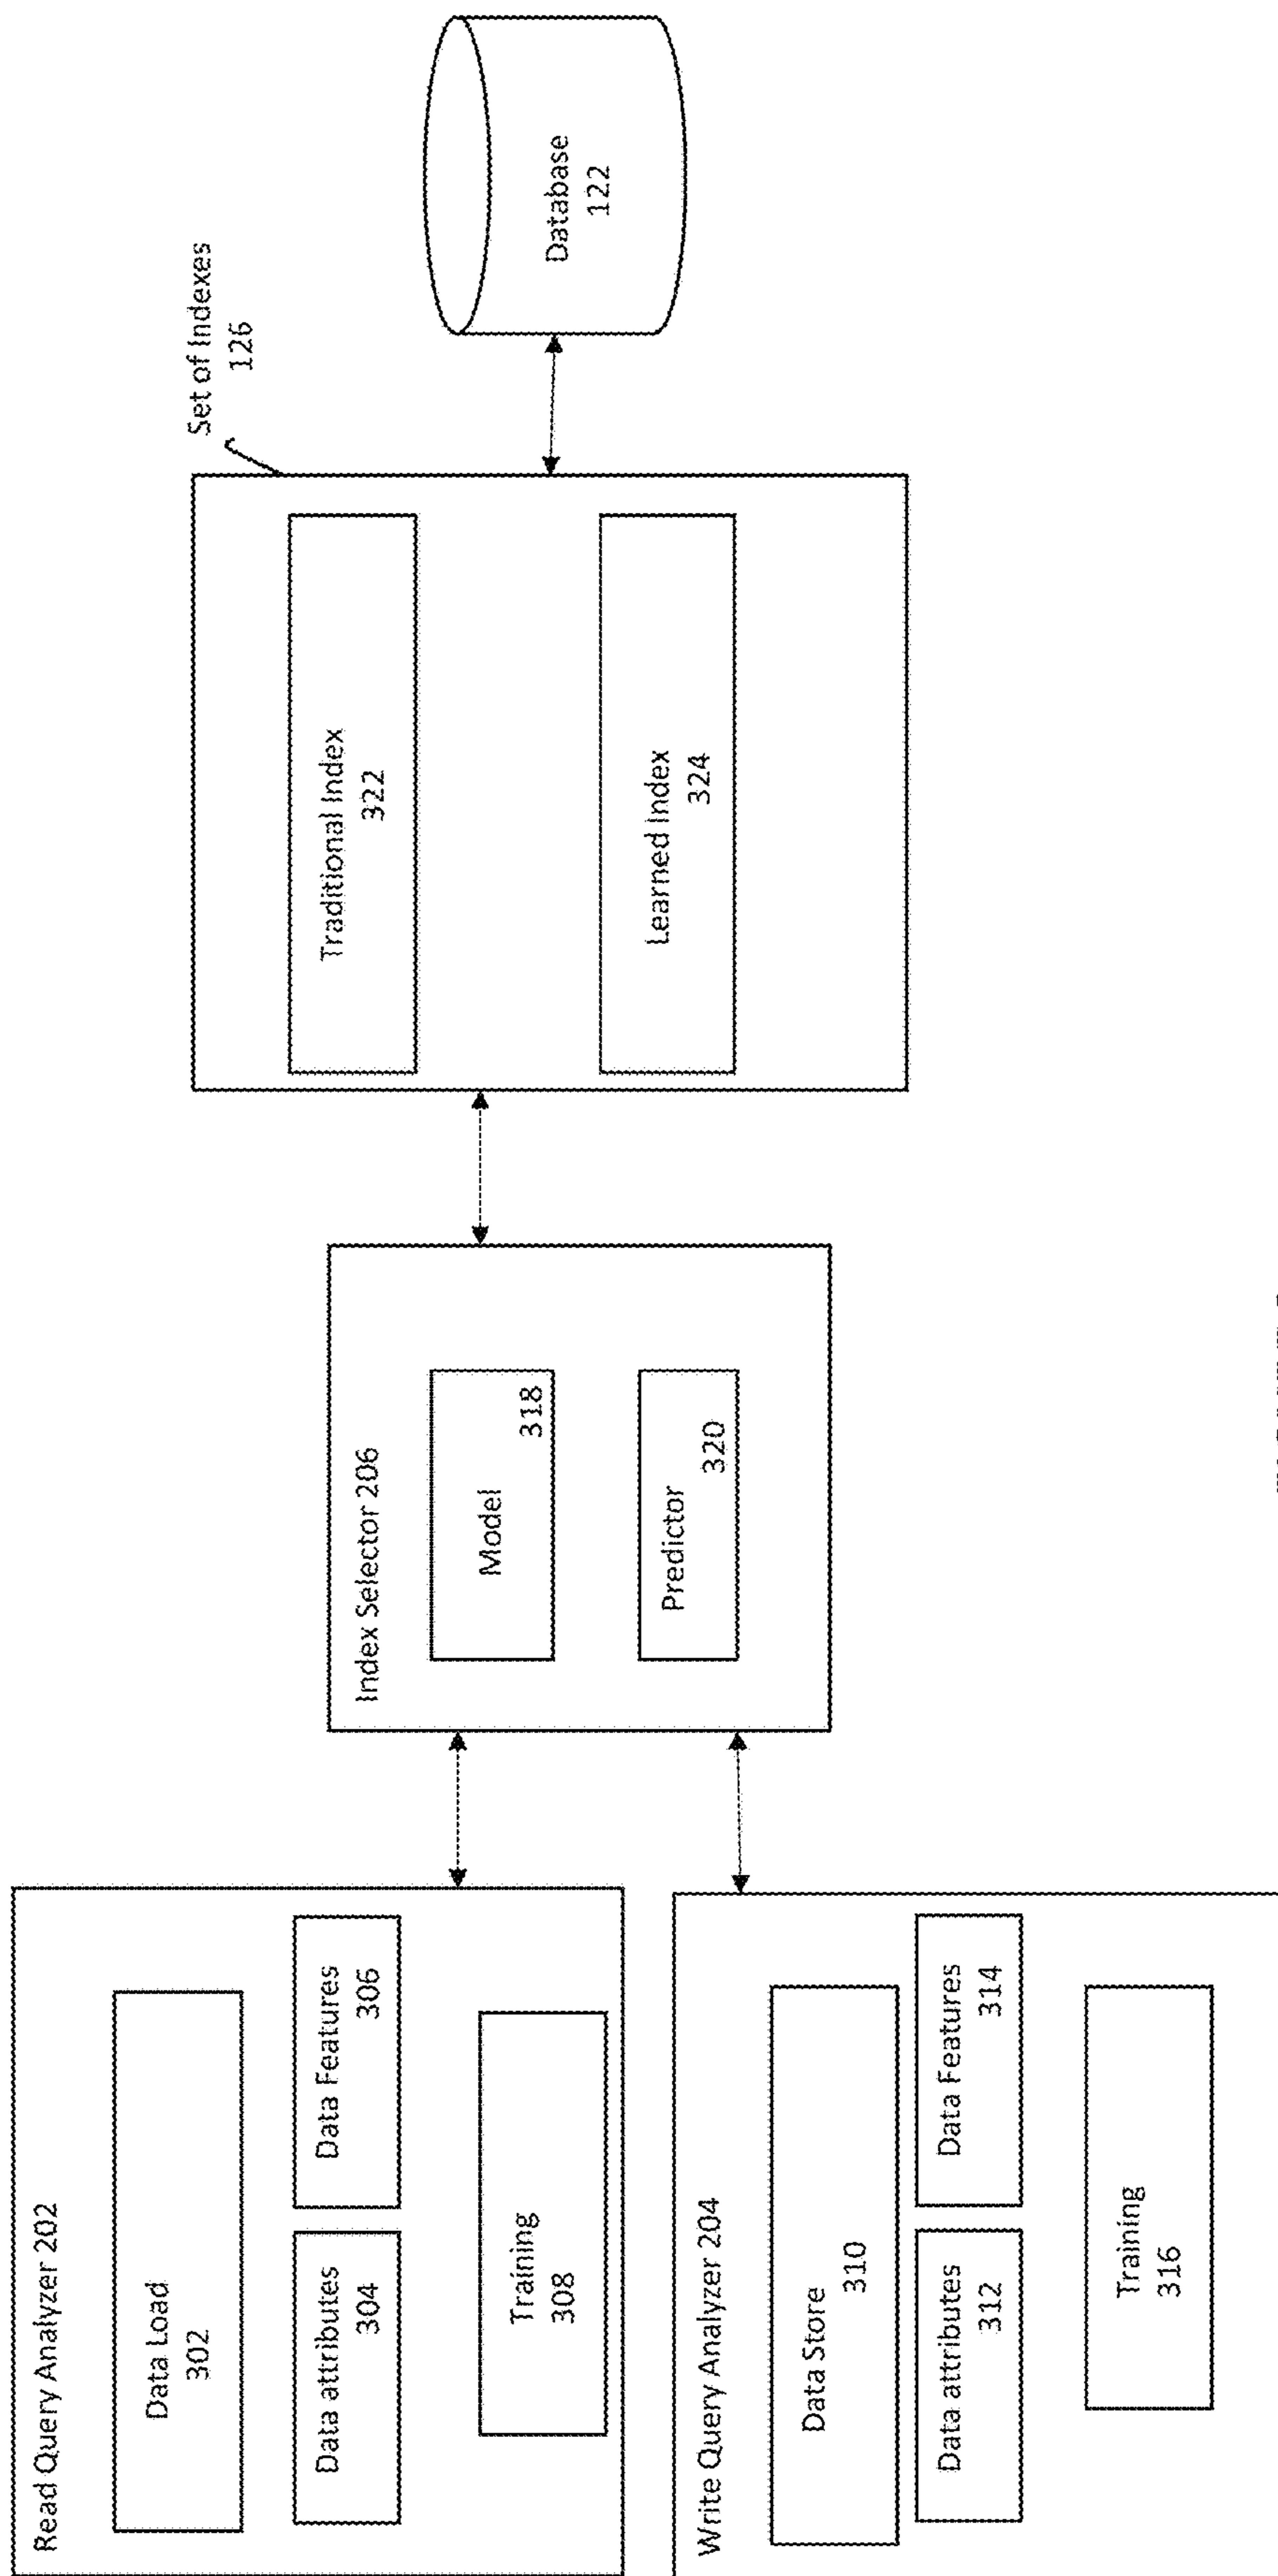 Read Query Analyzer 202
Data Load
302
Data attributes
304
Data Features
306
Training
308
Write Query Analyzer 204
Data Store
310
Data attributes
312
Data Features
314
Training
316
Index Selector 206
Model
318
Predictor
320
Set of Indexes
126
Traditional Index
322
Learned Index
324
Database
122